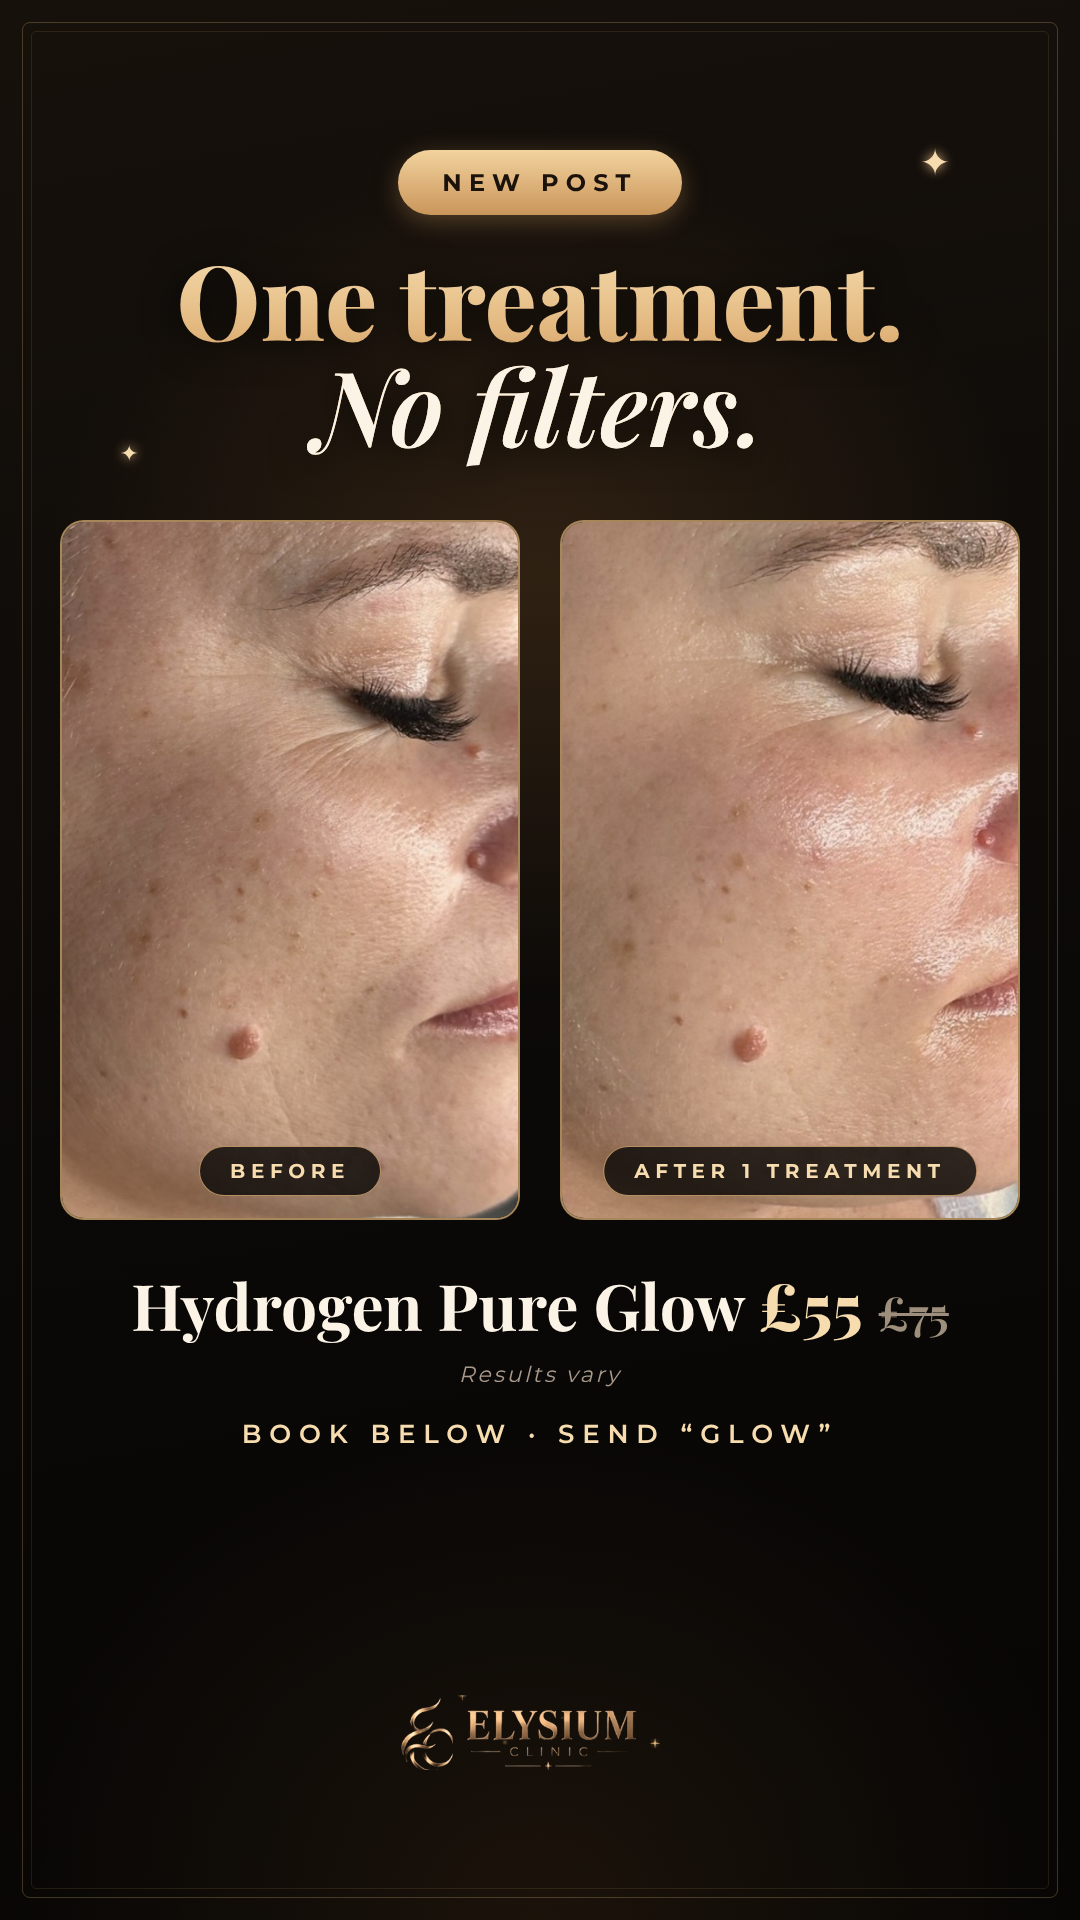 NEW POST
One treatment.
No filters.
BEFORE
AFTER 1 TREATMENT
Hydrogen Pure Glow £55 £75
Results vary
BOOK BELOW · SEND “GLOW”
ELYSIUM
CLINIC